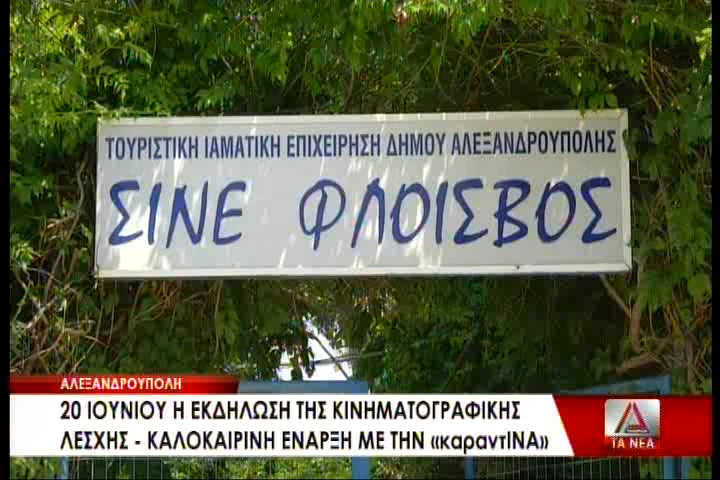 ΤΟΥΡΙΣΤΙΚΗ ΙΑΜΑΤΙΚΗ ΕΠΙΧΕΙΡΗΣΗ ΔΗΜΟΥ ΑΛΕΞΑΝΔΡΟΥΠΟΛΗΣ
ΣΙΝΕ ΦΛΟΙΣΒΟΣ
ΑΛΕΞΑΝΔΡΟΥΠΟΛΗ
20 ΙΟΥΝΙΟΥ Η ΕΚΔΗΛΩΣΗ ΤΗΣ ΚΙΝΗΜΑΤΟΓΡΑΦΙΚΗΣ
ΛΕΣΧΗΣ - ΚΑΛΟΚΑΙΡΙΝΗ ΕΝΑΡΞΗ ΜΕ ΤΗΝ «καραντΙΝΑ»
ΤΑ ΝΕΑ